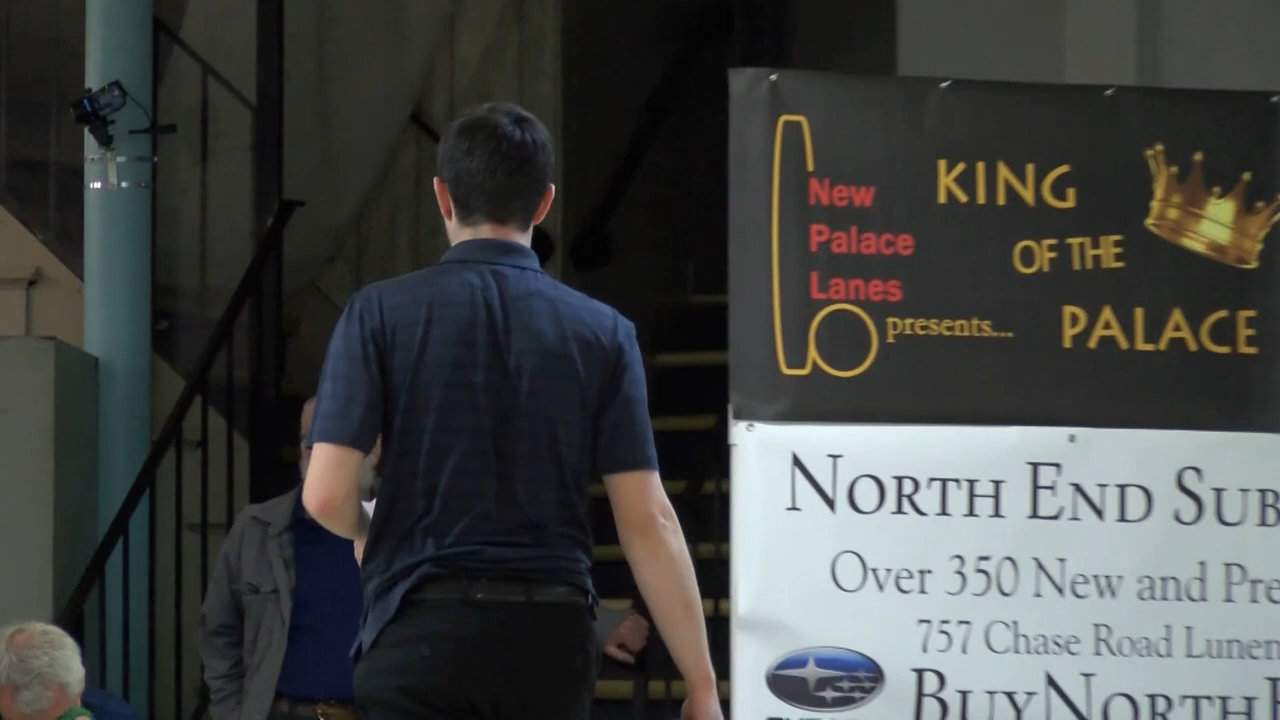 New
Palace
Lanes
presents...
KING
OF THE
PALACE
NORTH END SUB
Over 350 New and Pre
757 Chase Road Lunen
BUYNORTHE